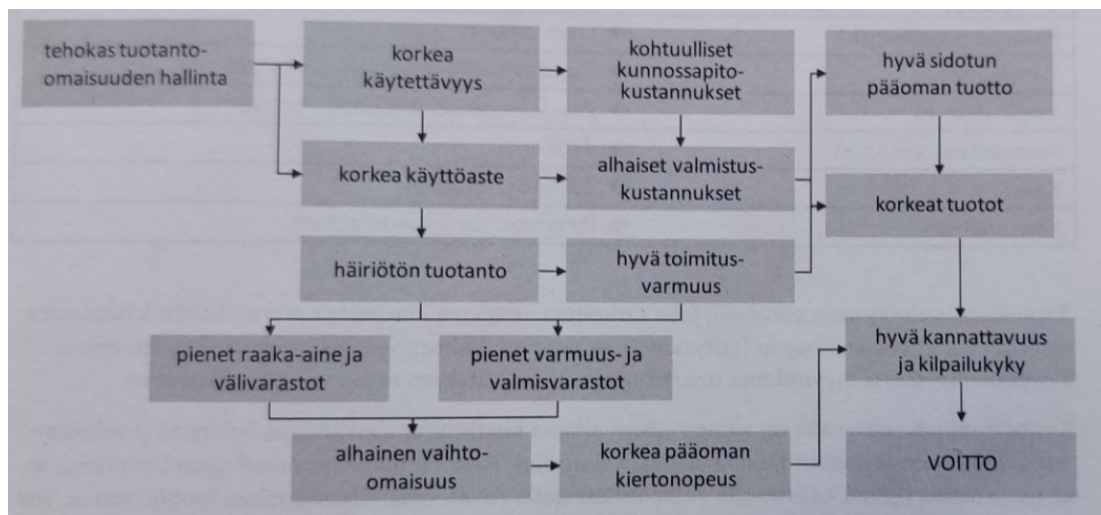 tehokas tuotanto-
omaisuuden hallinta
korkea
käytettävyys
kohtuulliset
kunnossapito-
kustannukset
hyvä sidotun
pääoman tuotto
korkea käyttöaste
alhaiset valmistus-
kustannukset
korkeat tuotot
häiriötön tuotanto
hyvä toimitus-
varmuus
pienet raaka-aine ja
välivarastot
pienet varmuus- ja
valmisvarastot
hyvä kannattavuus
ja kilpailukyky
alhainen vaihto-
omaisuus
korkea pääoman
kiertonopeus
VOITTO